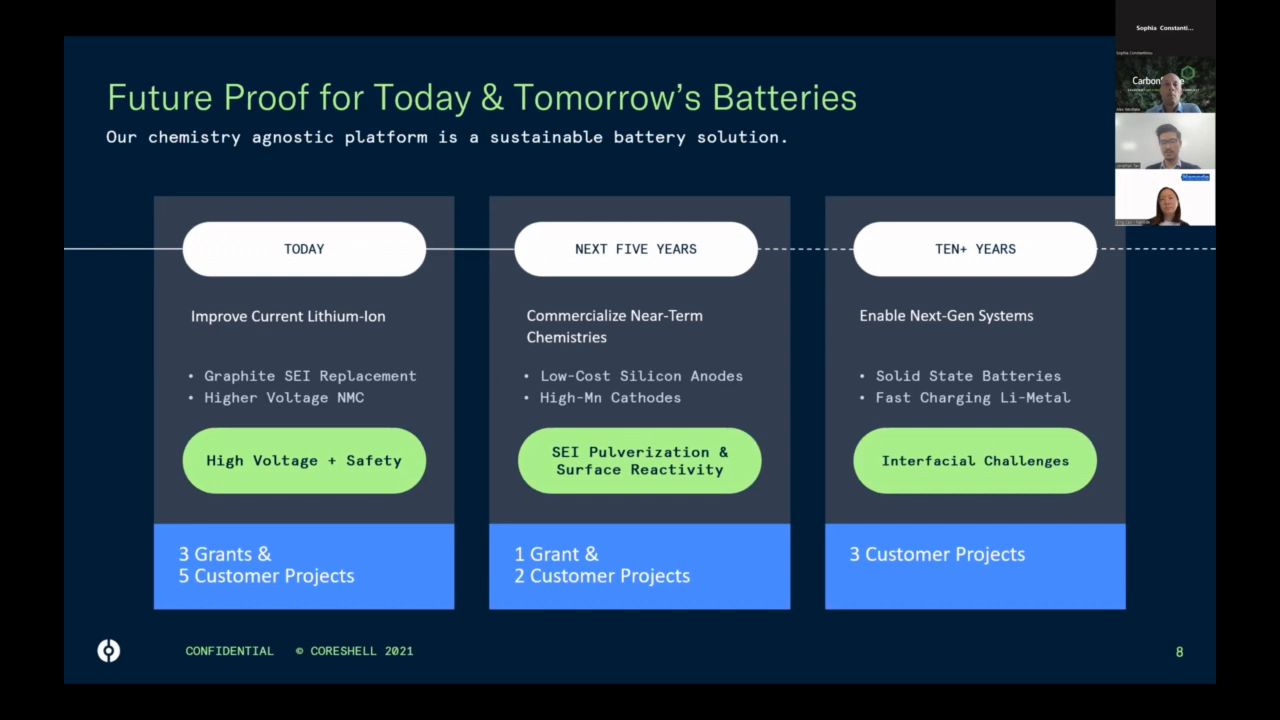 Sophia Constanti...
Sophia Constantinou
Future Proof for Today & Tomorrow's Batteries
Our chemistry agnostic platform is a sustainable battery solution.
TODAY
Improve Current Lithium-Ion
• Graphite SEI Replacement
• Higher Voltage NMC
High Voltage + Safety
3 Grants &
5 Customer Projects
NEXT FIVE YEARS
Commercialize Near-Term
Chemistries
• Low-Cost Silicon Anodes
• High-Mn Cathodes
SEI Pulverization &
Surface Reactivity
1 Grant &
2 Customer Projects
TEN+ YEARS
Enable Next-Gen Systems
• Solid State Batteries
• Fast Charging Li-Metal
Interfacial Challenges
3 Customer Projects
CONFIDENTIAL © CORESHELL 2021
8